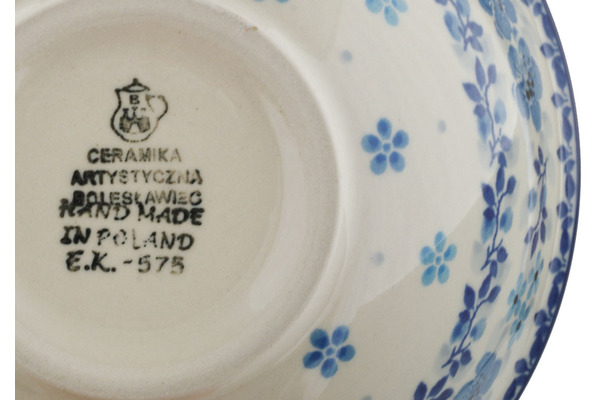 B
CERAMIKA
ARTYSTYCZNA
BOLESŁAWIEC
HAND MADE
IN POLAND
E.K. -575